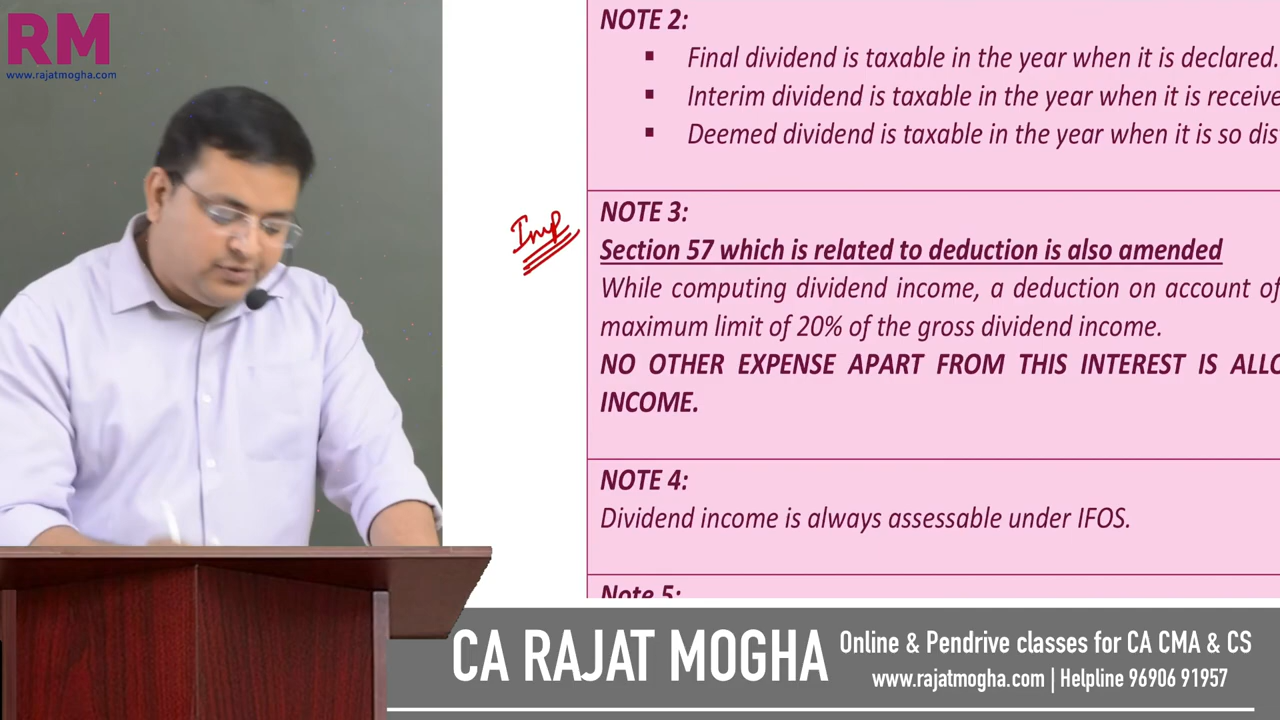 RM
www.rajatmogha.com
NOTE 2:
▪ Final dividend is taxable in the year when it is declared.
▪ Interim dividend is taxable in the year when it is receive
▪ Deemed dividend is taxable in the year when it is so dis
Imp
NOTE 3:
Section 57 which is related to deduction is also amended
While computing dividend income, a deduction on account of
maximum limit of 20% of the gross dividend income.
NO OTHER EXPENSE APART FROM THIS INTEREST IS ALLO
INCOME.
NOTE 4:
Dividend income is always assessable under IFOS.
Note 5:
CA RAJAT MOGHA
Online & Pendrive classes for CA CMA & CS
www.rajatmogha.com | Helpline 96906 91957